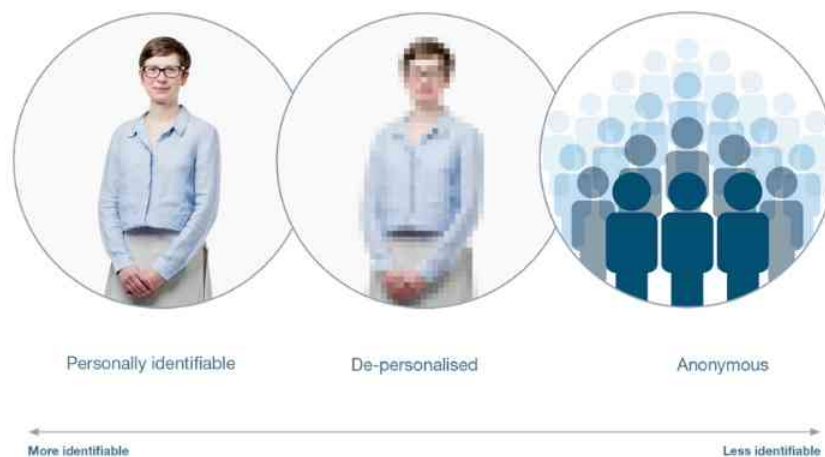 Personally identifiable
De-personalised
Anonymous
More identifiable
Less identifiable